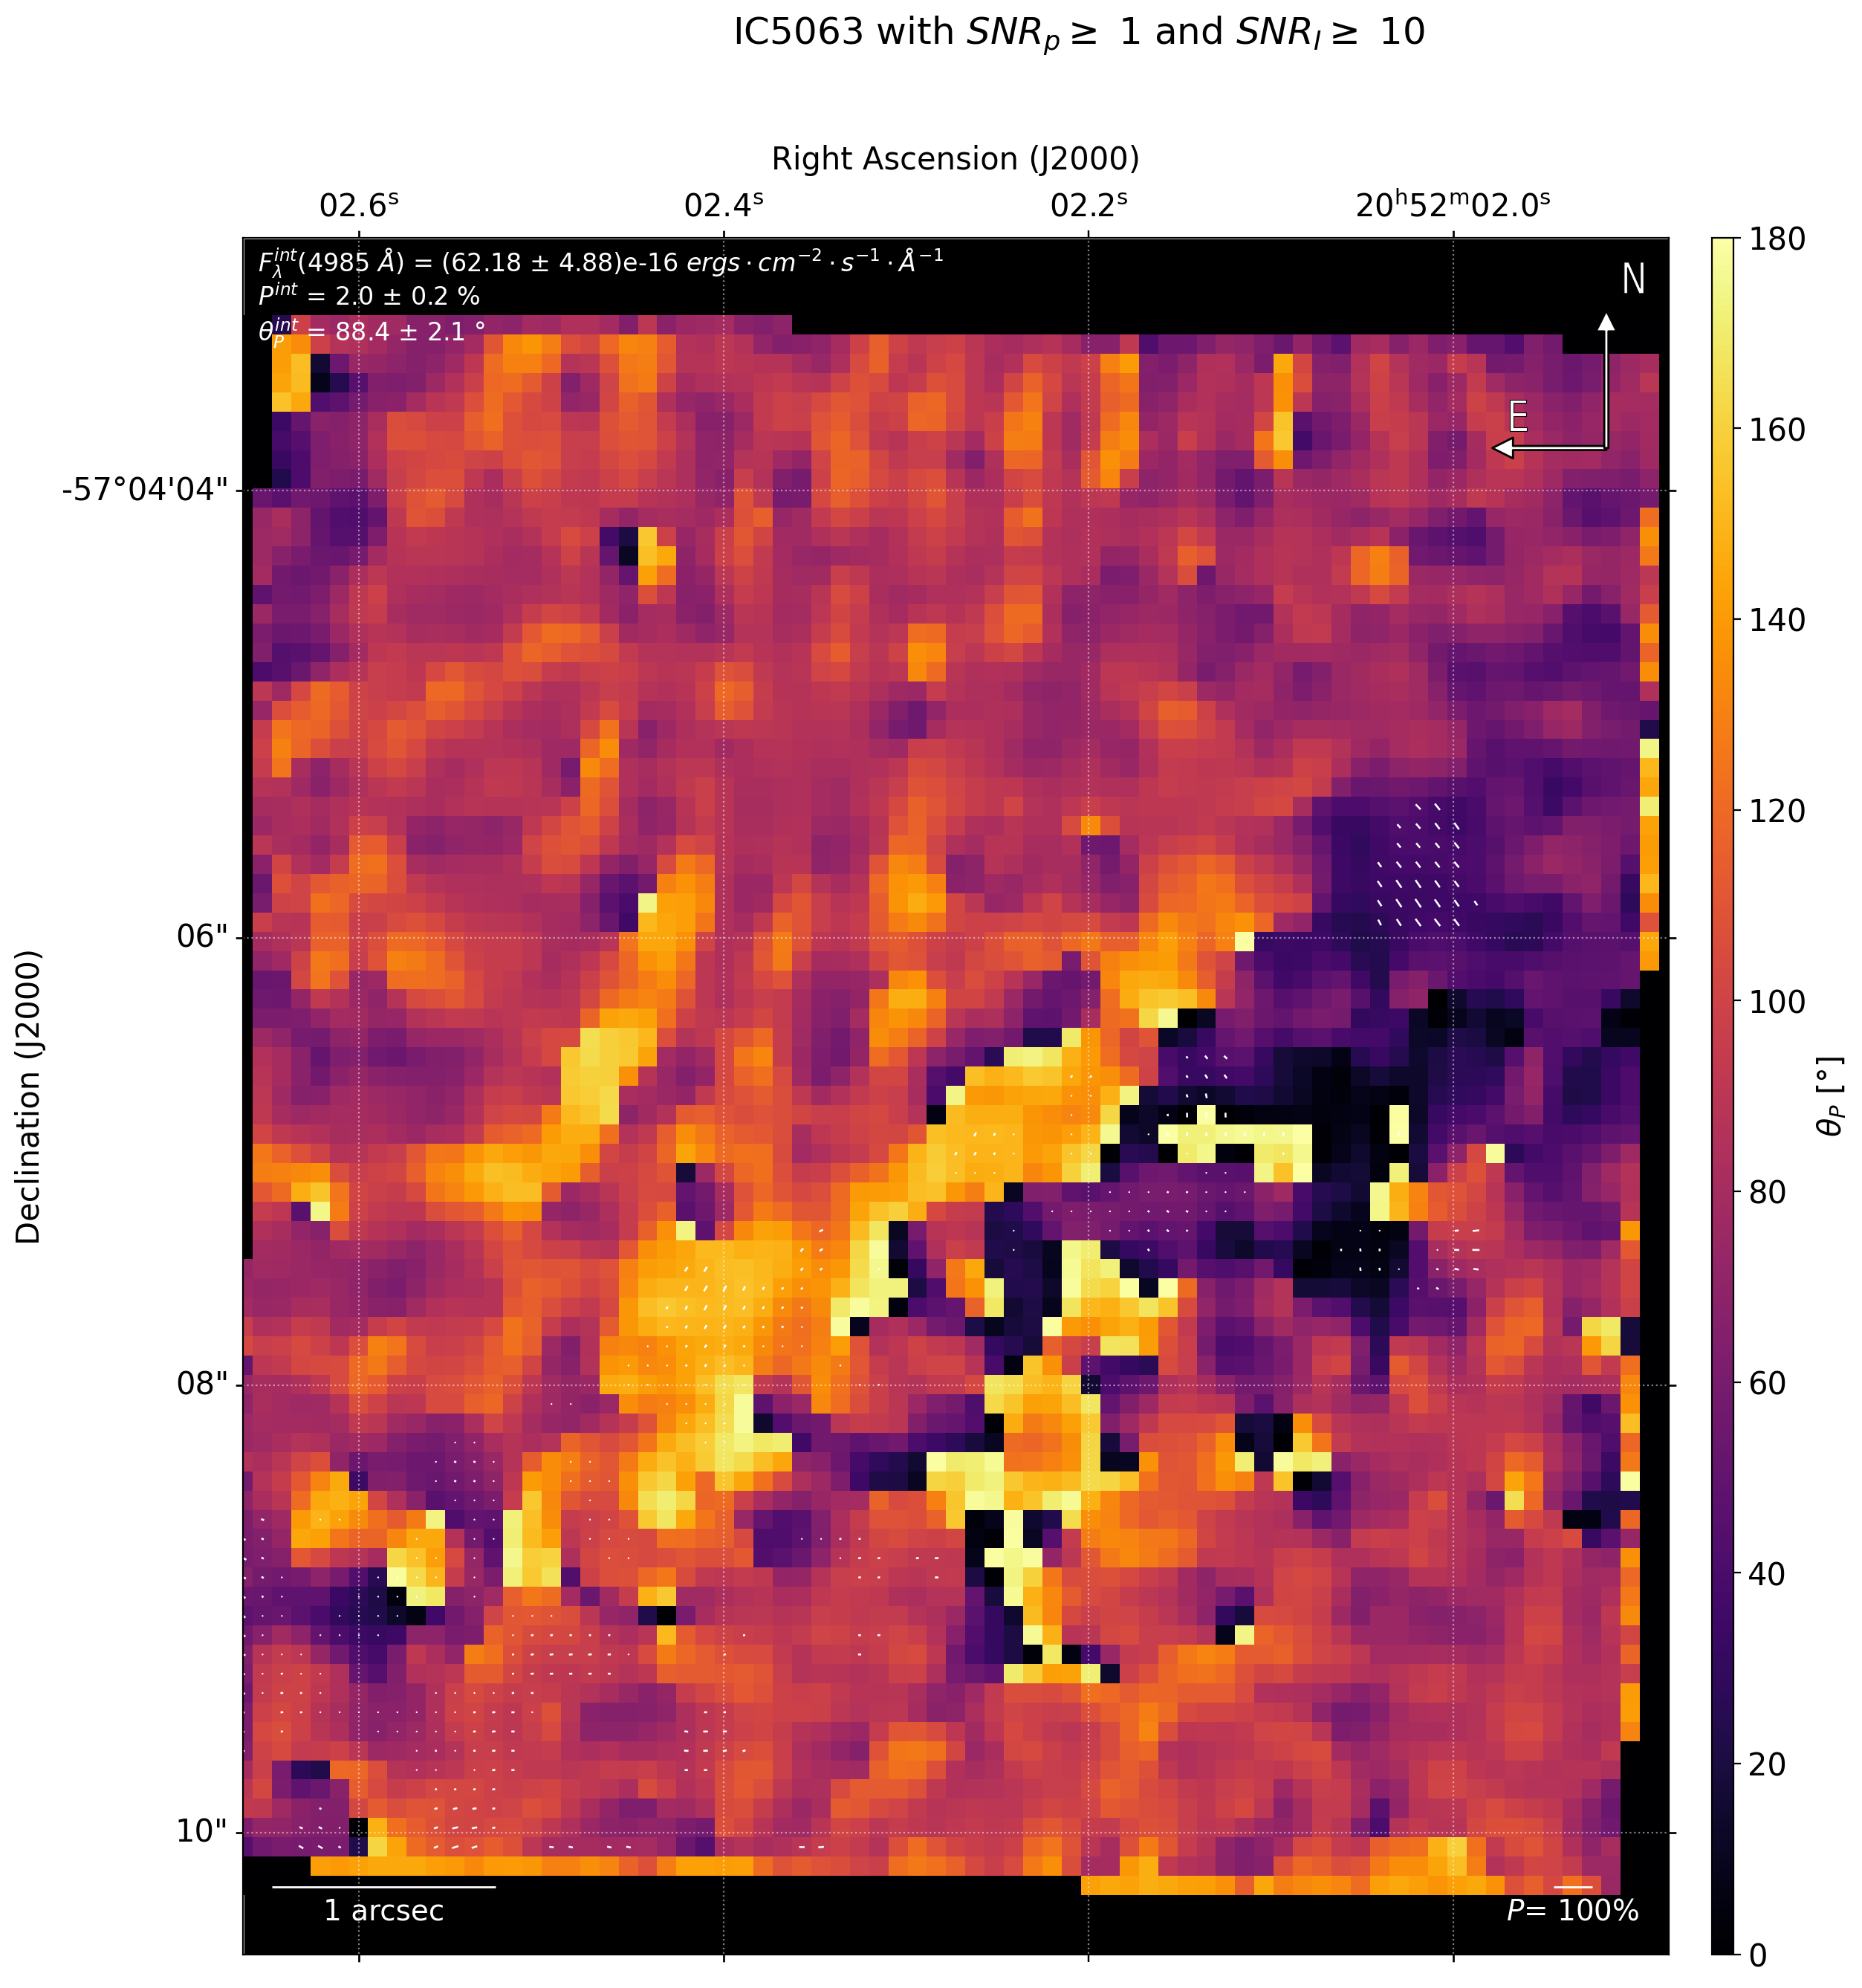 IC5063 with SNR_p ≥ 1 and SNR_I ≥ 10
Right Ascension (J2000)
02.6ˢ 02.4ˢ 02.2ˢ 20ʰ52ᵐ02.0ˢ
F_λ^int(4985 Å) = (62.18 ± 4.88)e-16 ergs · cm⁻² · s⁻¹ · Å⁻¹
P^int = 2.0 ± 0.2 %
θ_P^int = 88.4 ± 2.1 °
N
E
-57°04'04"
06"
08"
10"
Declination (J2000)
1 arcsec
P= 100%
180
160
140
120
100
80
60
40
20
0
θ_P [°]